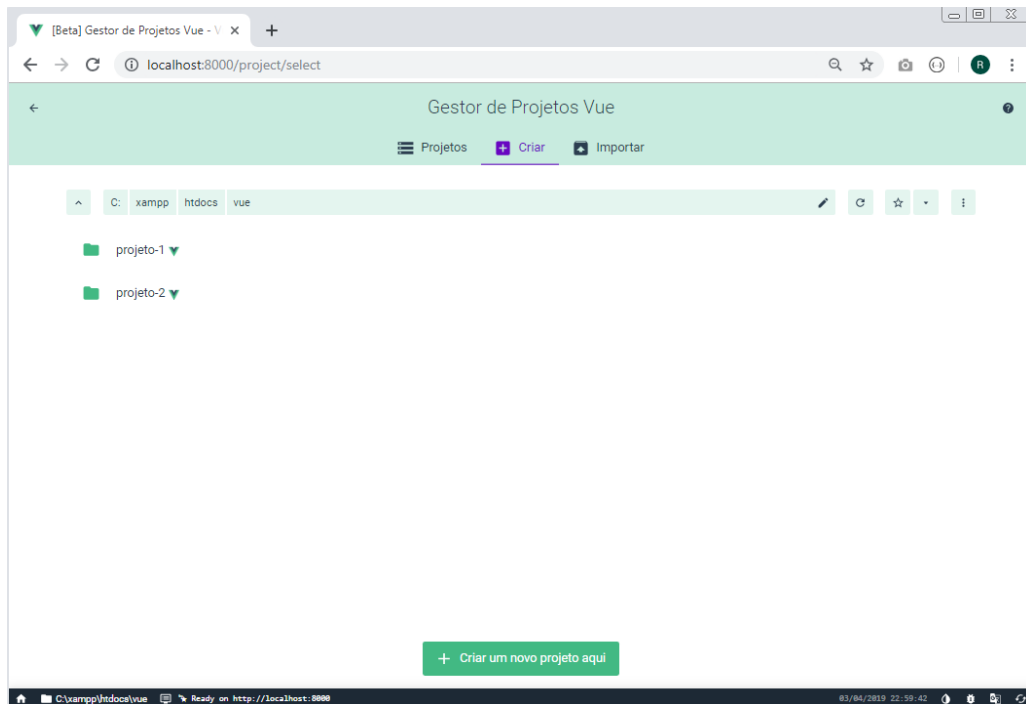 [Beta] Gestor de Projetos Vue - V
localhost:8000/project/select
R
Gestor de Projetos Vue
Projetos Criar Importar
C: xampp htdocs vue
projeto-1
projeto-2
Criar um novo projeto aqui
C:\xampp\htdocs\vue Ready on http://localhost:8000 03/04/2019 22:59:42